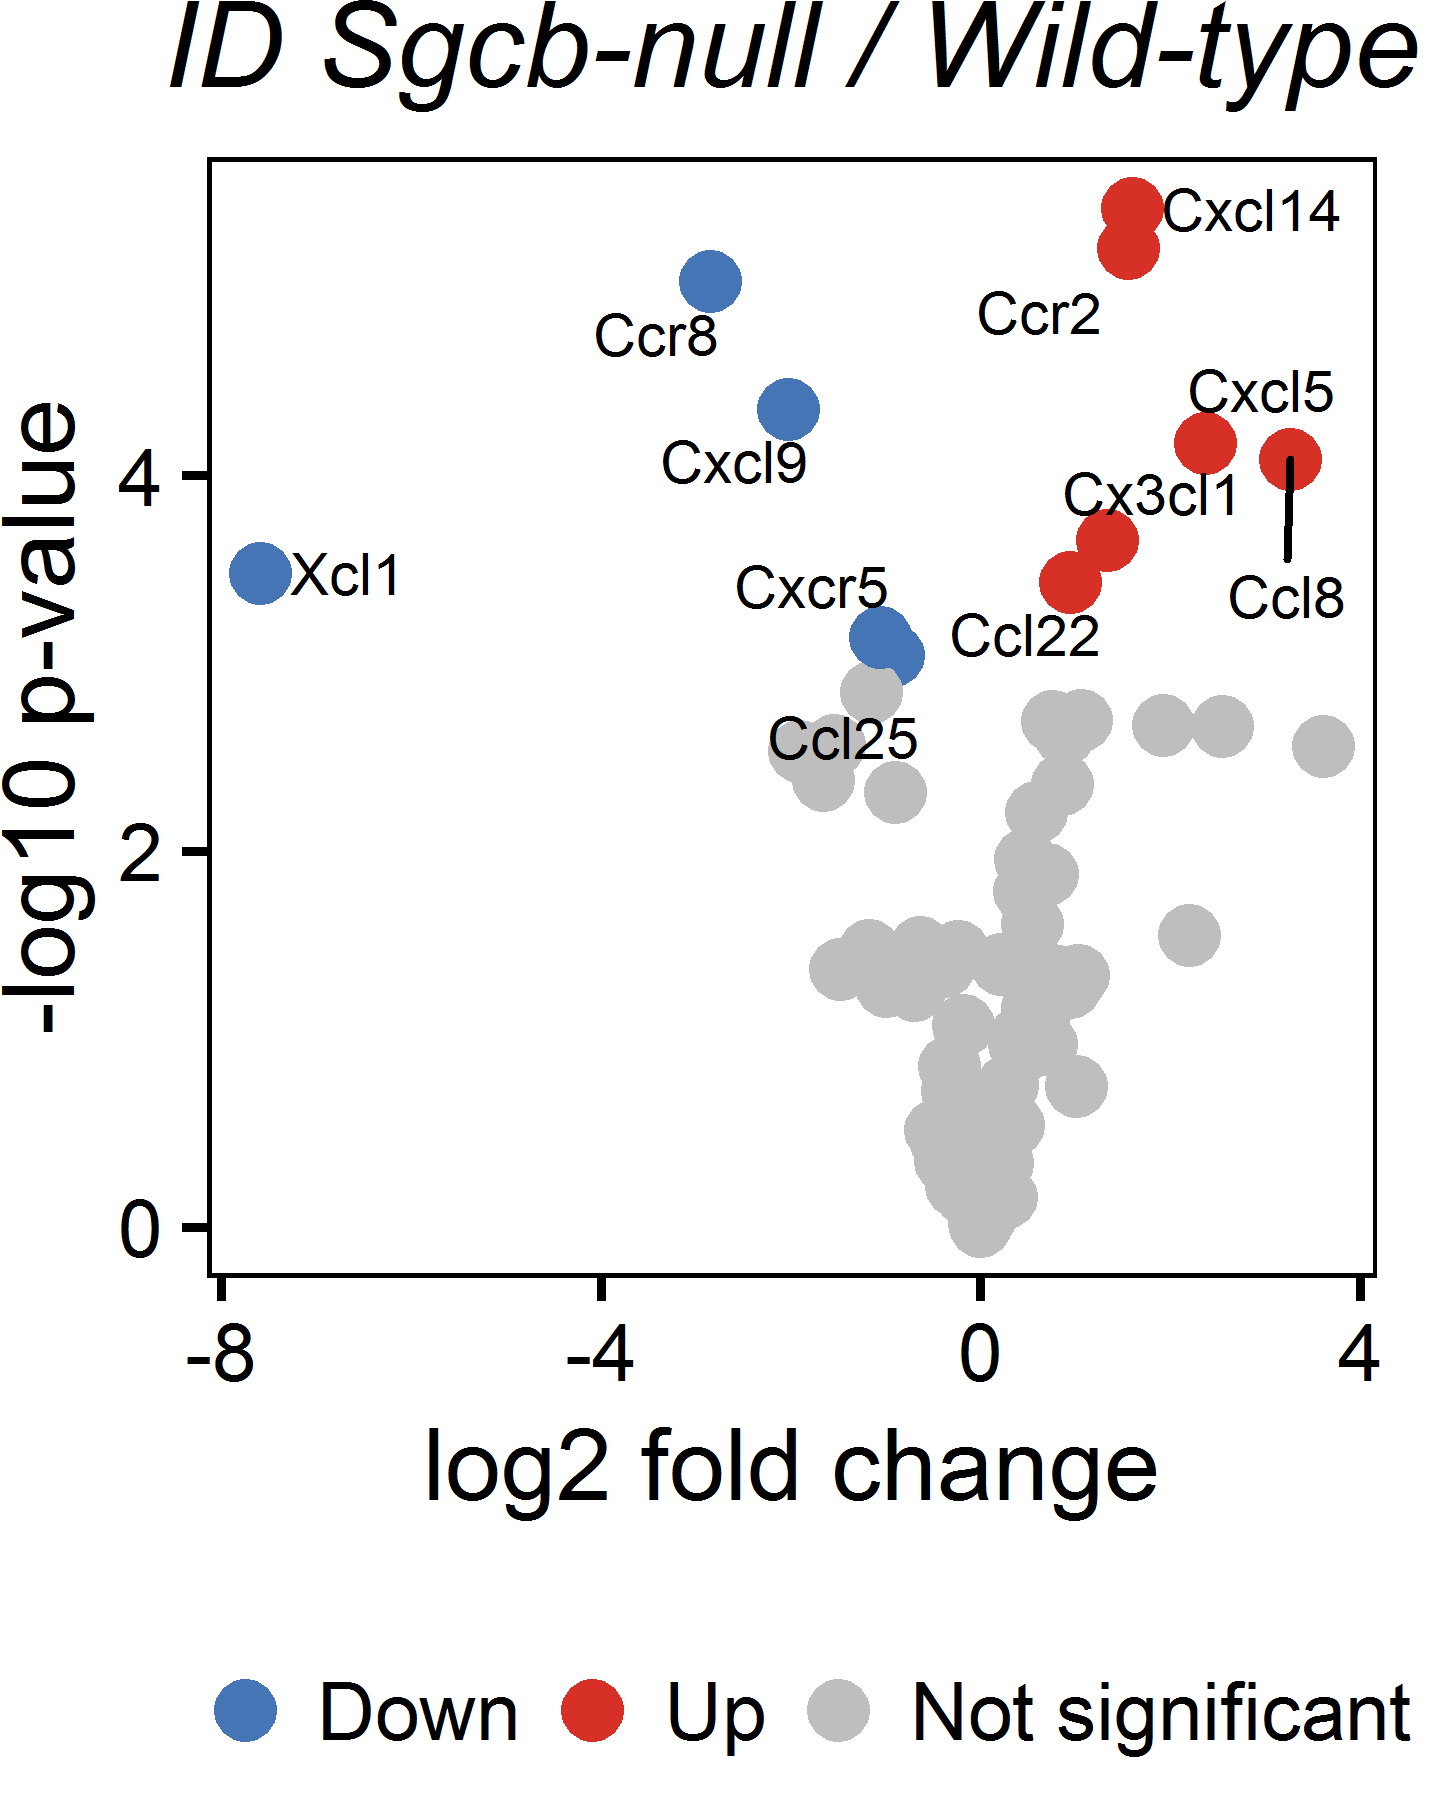 ID Sgcb-null / Wild-type
Cxcl14
Ccr2
Ccr8
Cxcl5
Cxcl9
Cx3cl1
Xcl1
Cxcr5
Ccl8
Ccl22
Ccl25
-log10 p-value
4
2
0
-8 -4 0 4
log2 fold change
Down Up Not significant